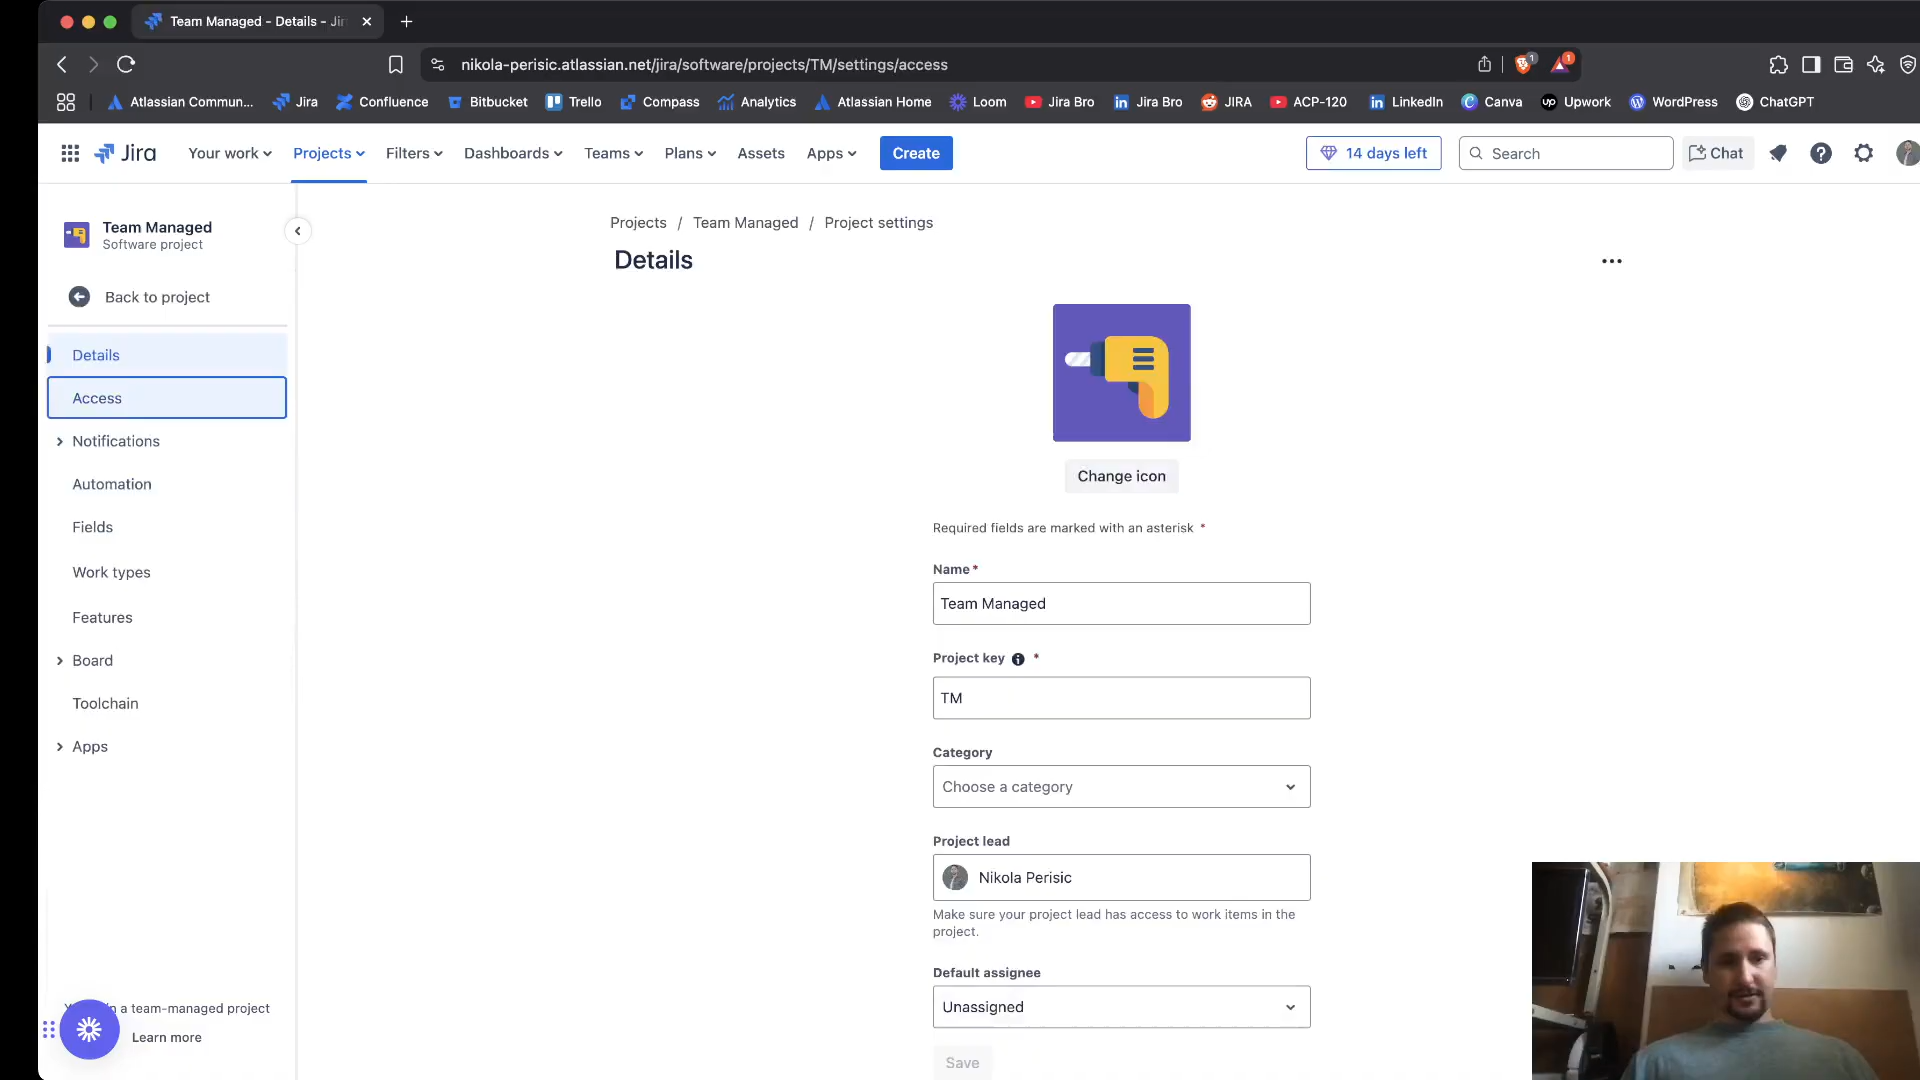 Team Managed - Details - Jir
nikola-perisic.atlassian.net/jira/software/projects/TM/settings/access
1
1
Atlassian Commun...
Jira
Confluence
Bitbucket
Trello
Compass
Analytics
Atlassian Home
Loom
Jira Bro
Jira Bro
JIRA
ACP-120
LinkedIn
Canva
up Upwork
WordPress
ChatGPT
Jira
Your work
Projects
Filters
Dashboards
Teams
Plans
Assets
Apps
Create
14 days left
Search
Chat
Team Managed
Software project
Back to project
Details
Access
Notifications
Automation
Fields
Work types
Features
Board
Toolchain
Apps
a team-managed project
Learn more
Projects / Team Managed / Project settings
Details
Change icon
Required fields are marked with an asterisk *
Name *
Team Managed
Project key *
TM
Category
Choose a category
Project lead
Nikola Perisic
Make sure your project lead has access to work items in the
project.
Default assignee
Unassigned
Save